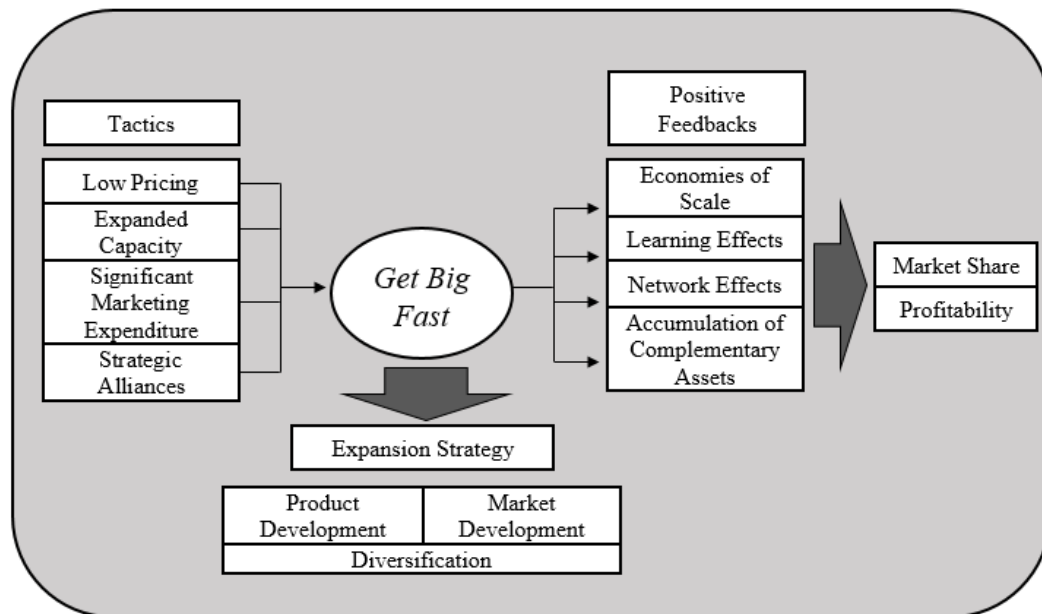 Tactics
Low Pricing
Expanded
Capacity
Significant
Marketing
Expenditure
Strategic
Alliances
Get Big
Fast
Positive
Feedbacks
Economies of
Scale
Learning Effects
Network Effects
Accumulation of
Complementary
Assets
Market Share
Profitability
Expansion Strategy
Product
Development
Market
Development
Diversification